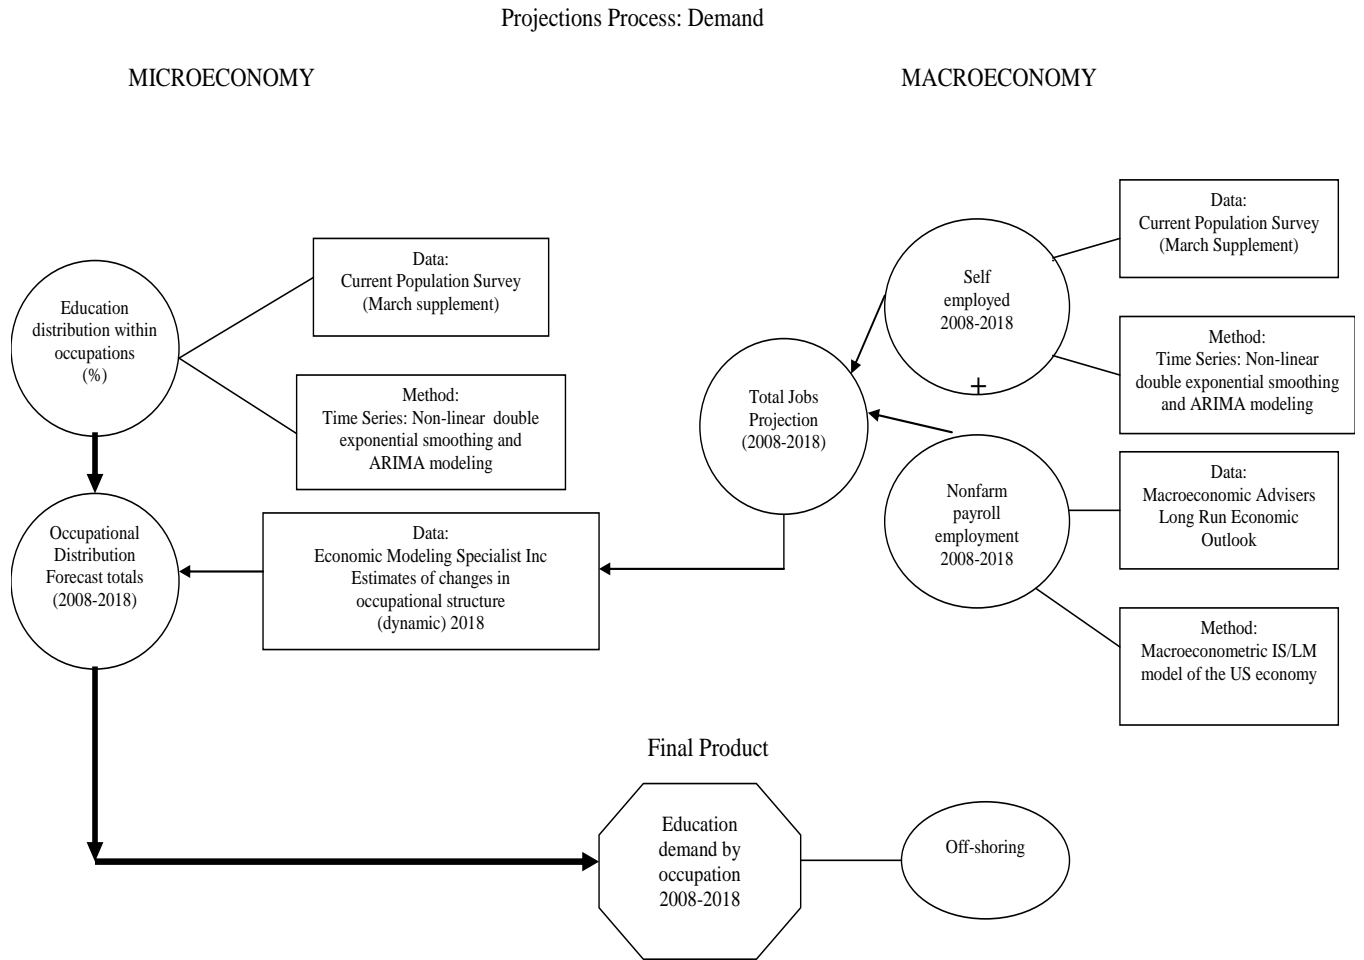 Projections Process: Demand
MICROECONOMY
MACROECONOMY
Education
distribution within
occupations
(%)
Data:
Current Population Survey
(March supplement)
Method:
Time Series: Non-linear double
exponential smoothing and
ARIMA modeling
Occupational
Distribution
Forecast totals
(2008-2018)
Data:
Economic Modeling Specialist Inc
Estimates of changes in
occupational structure
(dynamic) 2018
Total Jobs
Projection
(2008-2018)
Self
employed
2008-2018
+
Data:
Current Population Survey
(March Supplement)
Method:
Time Series: Non-linear
double exponential smoothing
and ARIMA modeling
Nonfarm
payroll
employment
2008-2018
Data:
Macroeconomic Advisers
Long Run Economic
Outlook
Method:
Macroeconometric IS/LM
model of the US economy
Final Product
Education
demand by
occupation
2008-2018
Off-shoring